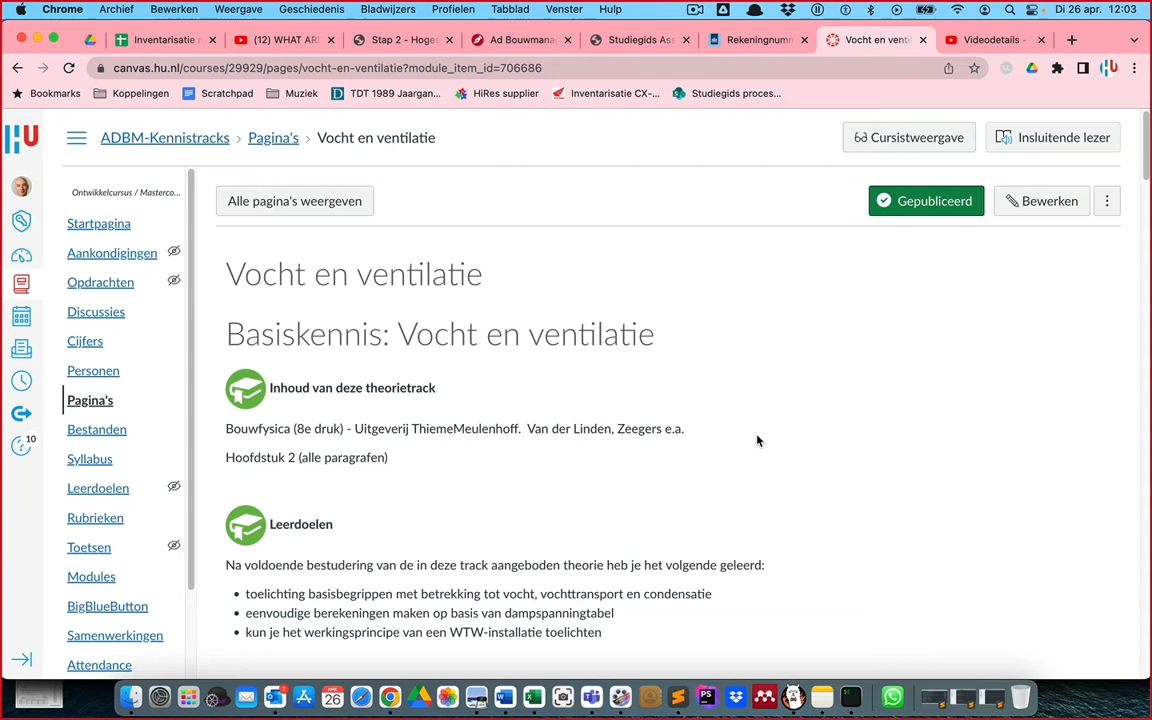 Chrome Archief Bewerken Weergave Geschiedenis Bladwijzers Profielen Tabblad Venster Hulp Di 26 apr. 12:03
Inventarisatie (12) WHAT AR Stap 2 - Hoges Ad Bouwmana Studiegids Ass Rekeningnumm Vocht en venti Videodetails -
canvas.hu.nl/courses/29929/pages/vocht-en-ventilatie?module_item_id=706686
Bookmarks Koppelingen Scratchpad Muziek TDT 1989 Jaargan... HiRes supplier Inventarisatie CX-... Studiegids proces...
HU
ADBM-Kennistracks › Pagina's › Vocht en ventilatie
Cursistweergave
Insluitende lezer
Ontwikkelcursus / Masterco...
Startpagina
Aankondigingen
Opdrachten
Discussies
Cijfers
Personen
Pagina's
Bestanden
Syllabus
Leerdoelen
Rubrieken
Toetsen
Modules
BigBlueButton
Samenwerkingen
Attendance
10
Alle pagina's weergeven
Gepubliceerd
Bewerken
Vocht en ventilatie
Basiskennis: Vocht en ventilatie
Inhoud van deze theorietrack
Bouwfysica (8e druk) - Uitgeverij ThiemeMeulenhoff. Van der Linden, Zeegers e.a.
Hoofdstuk 2 (alle paragrafen)
Leerdoelen
Na voldoende bestudering van de in deze track aangeboden theorie heb je het volgende geleerd:
• toelichting basisbegrippen met betrekking tot vocht, vochttransport en condensatie
• eenvoudige berekeningen maken op basis van dampspanningtabel
• kun je het werkingsprincipe van een WTW-installatie toelichten